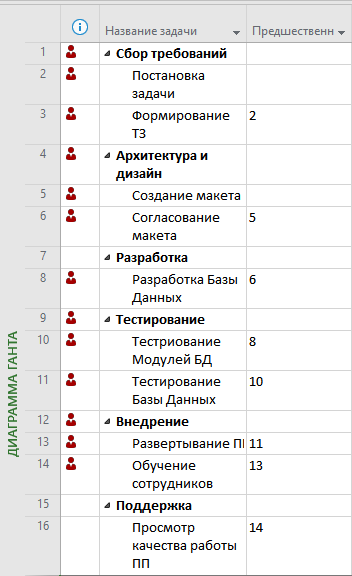 Название задачи Предшественн
1 Сбор требований
2 Постановка
задачи
3 Формирование 2
ТЗ
4 Архитектура и
дизайн
5 Создание макета
6 Согласование 5
макета
7 Разработка
8 Разработка Базы 6
Данных
9 Тестирование
10 Тестриование 8
Модулей БД
11 Тестирование 10
Базы Данных
12 Внедрение
13 Развертывание ПП 11
14 Обучение 13
сотрудников
15 Поддержка
16 Просмотр 14
качества работы
ПП
ДИАГРАММА ГАНТА